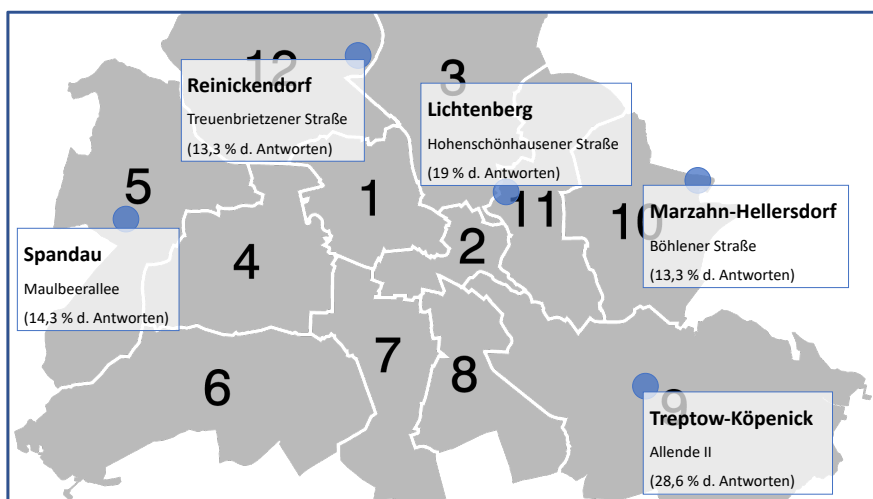 12
3
Reinickendorf
Treuenbrietzener Straße
(13,3 % d. Antworten)
Lichtenberg
Hohenschönhausener Straße
(19 % d. Antworten)
5
1
11
10
Marzahn-Hellersdorf
Böhlener Straße
(13,3 % d. Antworten)
Spandau
Maulbeerallee
(14,3 % d. Antworten)
4
2
6
7
8
9
Treptow-Köpenick
Allende II
(28,6 % d. Antworten)